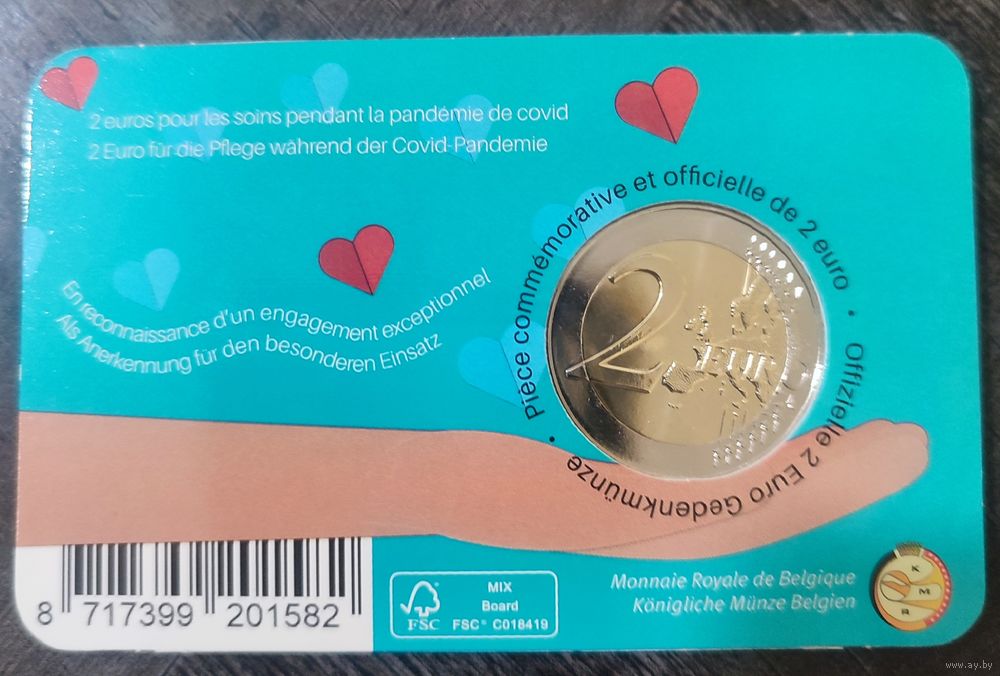 2 euros pour les soins pendant la pandémie de covid
2 Euro für die Pflege während der Covid-Pandemie
En reconnaissance d'un engagement exceptionnel
Als Anerkennung für den besonderen Einsatz
Pièce commémorative et officielle de 2 euro •
Offizielle 2 Euro Gedenkmünze •
2 EURO
8 717399 201582
FSC
MIX
Board
FSC® C018419
Monnaie Royale de Belgique
Königliche Münze Belgien
K
M
R
www.ay.by